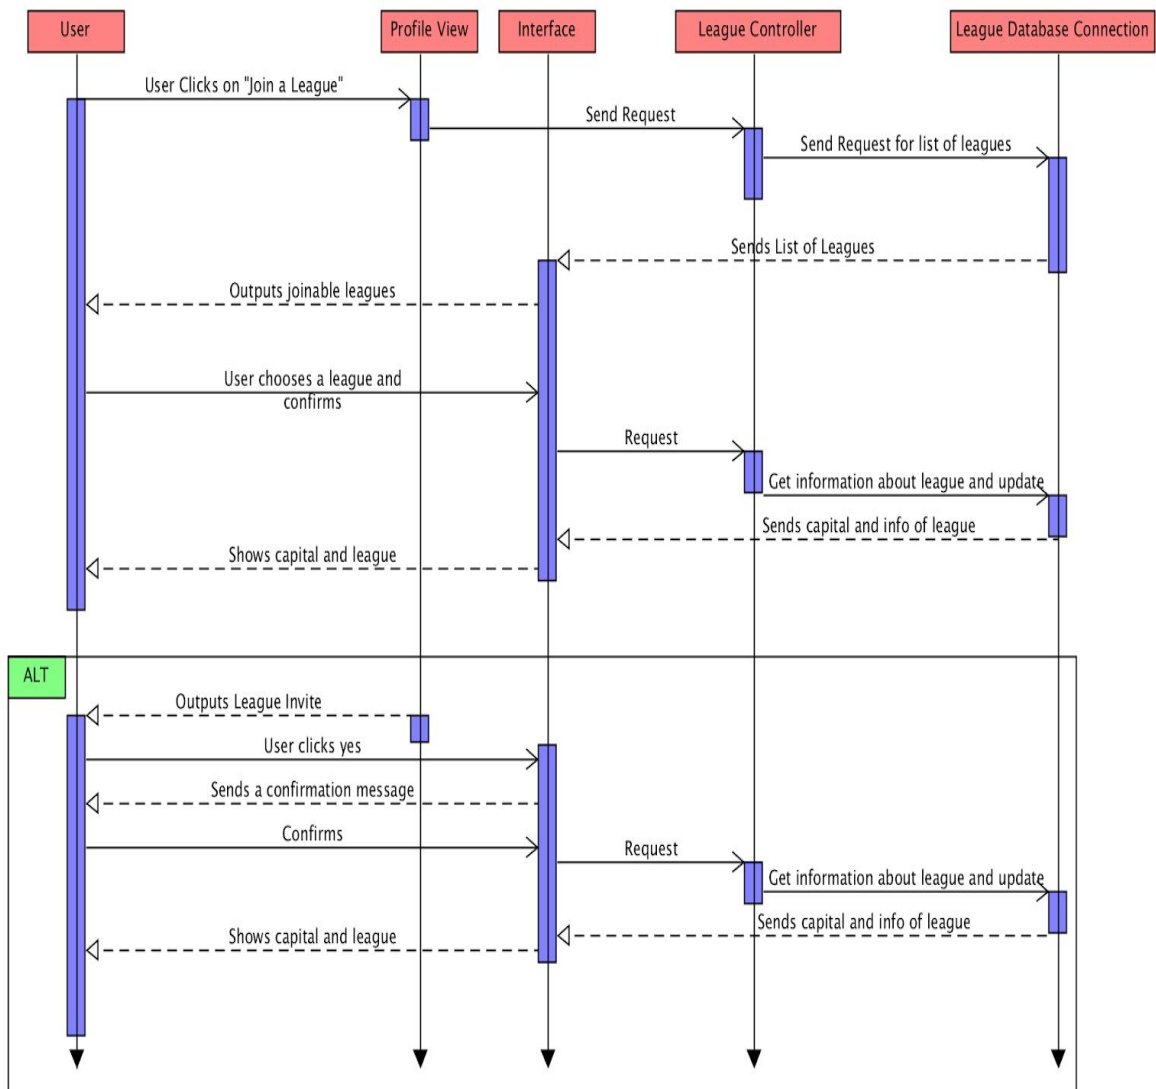 User
Profile View
Interface
League Controller
League Database Connection
User Clicks on "Join a League"
Send Request
Send Request for list of leagues
Sends List of Leagues
Outputs joinable leagues
User chooses a league and
confirms
Request
Get information about league and update
Sends capital and info of league
Shows capital and league
ALT
Outputs League Invite
User clicks yes
Sends a confirmation message
Confirms
Request
Get information about league and update
Sends capital and info of league
Shows capital and league